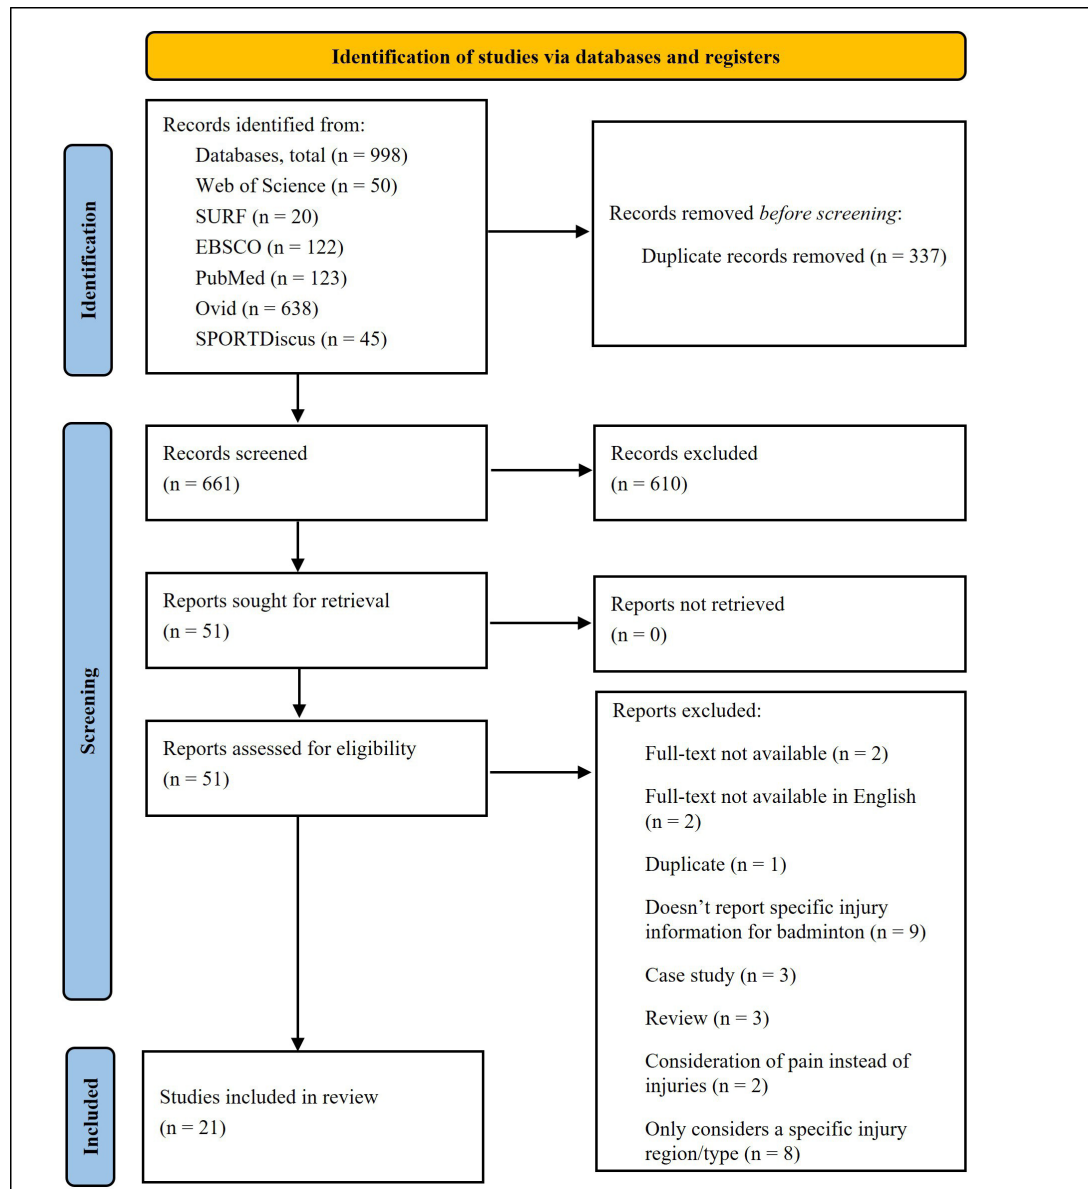 Identification of studies via databases and registers
Identification
Records identified from:
Databases, total (n = 998)
Web of Science (n = 50)
SURF (n = 20)
EBSCO (n = 122)
PubMed (n = 123)
Ovid (n = 638)
SPORTDiscus (n = 45)
Records removed before screening:
Duplicate records removed (n = 337)
Screening
Records screened
(n = 661)
Records excluded
(n = 610)
Reports sought for retrieval
(n = 51)
Reports not retrieved
(n = 0)
Reports assessed for eligibility
(n = 51)
Reports excluded:
Full-text not available (n = 2)
Full-text not available in English
(n = 2)
Duplicate (n = 1)
Doesn’t report specific injury
information for badminton (n = 9)
Case study (n = 3)
Review (n = 3)
Consideration of pain instead of
injuries (n = 2)
Only considers a specific injury
region/type (n = 8)
Included
Studies included in review
(n = 21)